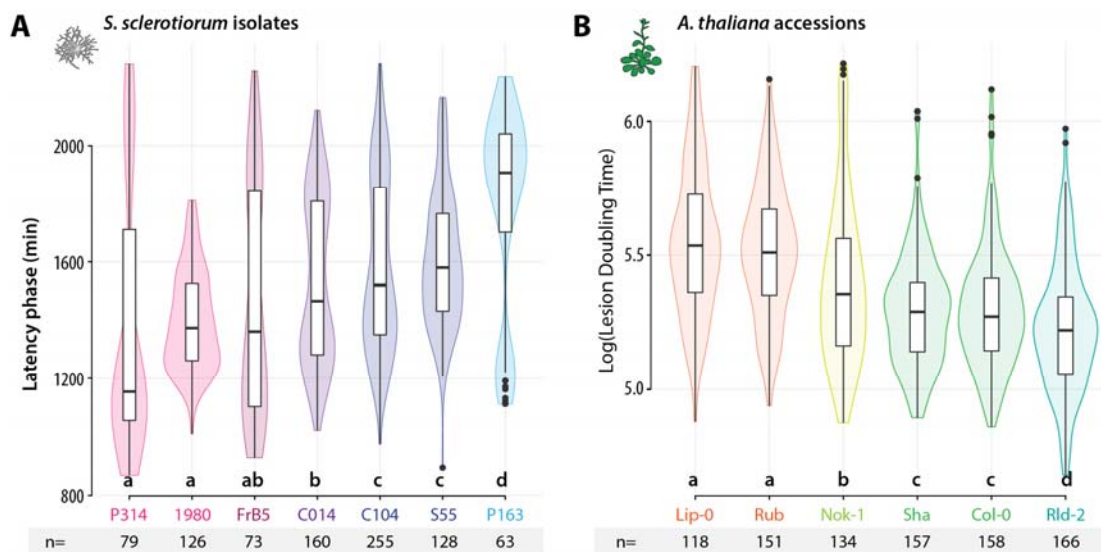 A S. sclerotiorum isolates
Latency phase (min)
2000
1600
1200
800
a a ab b c c d
P314 1980 FrB5 C014 C104 S55 P163
n= 79 126 73 160 255 128 63
B A. thaliana accessions
Log(Lesion Doubling Time)
6.0
5.5
5.0
a a b c c d
Lip-0 Rub Nok-1 Sha Col-0 Rld-2
n= 118 151 134 157 158 166